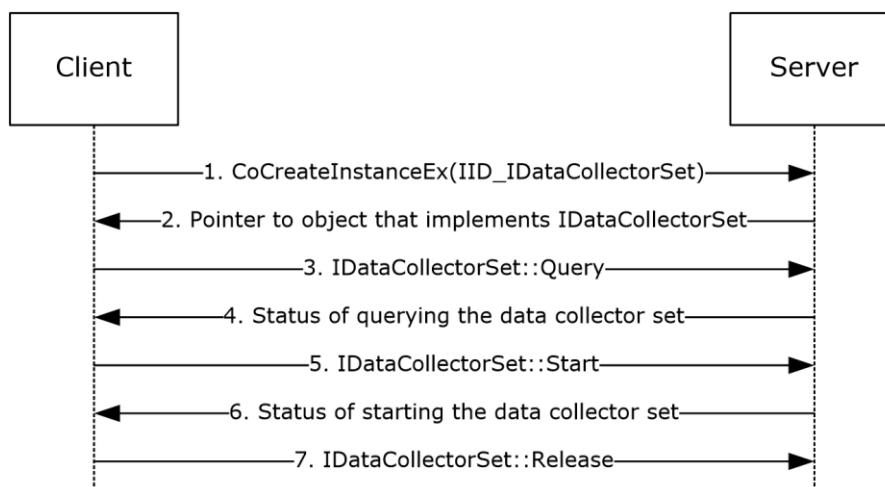 Client
Server
1. CoCreateInstanceEx(IID_IDataCollectorSet)
2. Pointer to object that implements IDataCollectorSet
3. IDataCollectorSet::Query
4. Status of querying the data collector set
5. IDataCollectorSet::Start
6. Status of starting the data collector set
7. IDataCollectorSet::Release